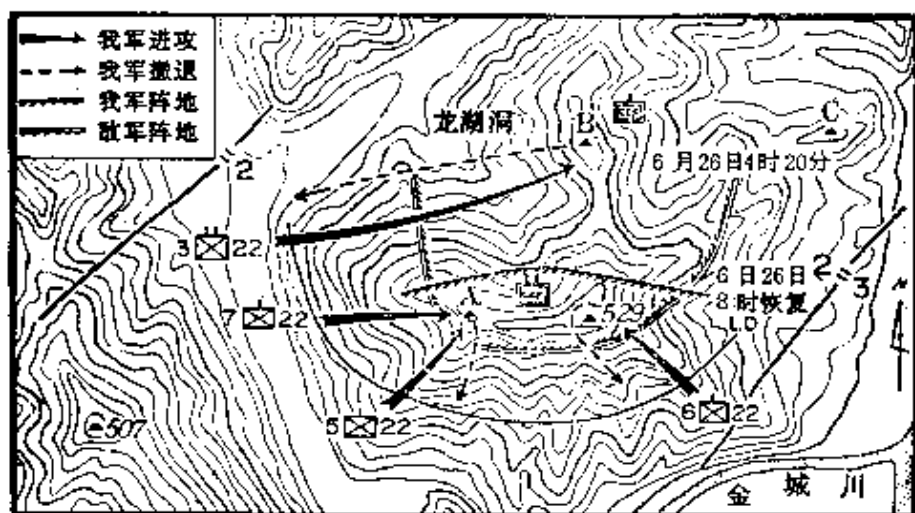 我军进攻
我军撤退
我军阵地
敌军阵地
龙湖洞
B
C
6月26日4时20分
2
3 22
7 22
529
6日26日
8时恢复
LD
2
3
5 22
6 22
507
金城川